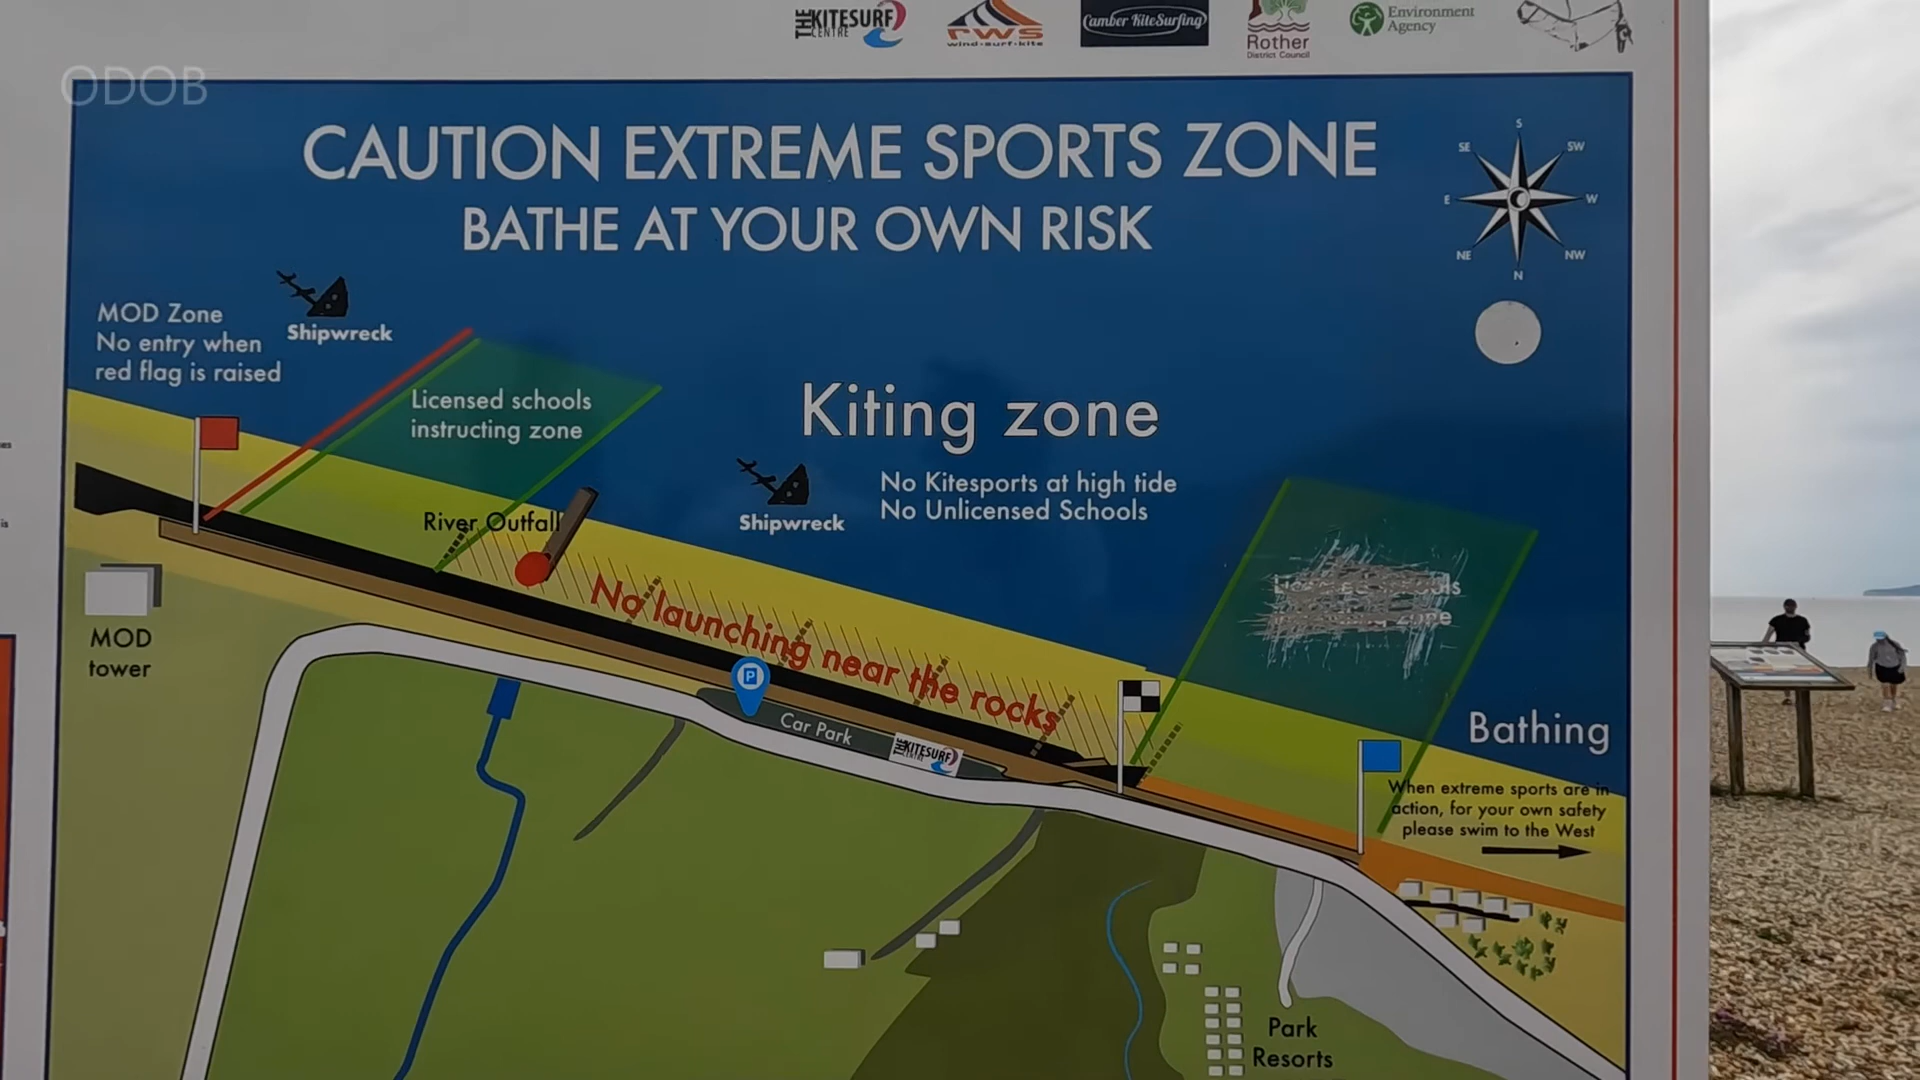 THE KITESURF CENTRE
rws
wind-surf-kite
Camber KiteSurfing
Rother
District Council
Environment
Agency
ODOB
CAUTION EXTREME SPORTS ZONE
BATHE AT YOUR OWN RISK
S
SE
SW
E
W
NE
NW
N
MOD Zone
No entry when
red flag is raised
Shipwreck
Licensed schools
instructing zone
Kiting zone
No Kitesports at high tide
No Unlicensed Schools
Shipwreck
River Outfall
No launching near the rocks
MOD
tower
P
Car Park
THE KITESURF CENTRE
Zone
Bathing
When extreme sports are in
action, for your own safety
please swim to the West
Park
Resorts